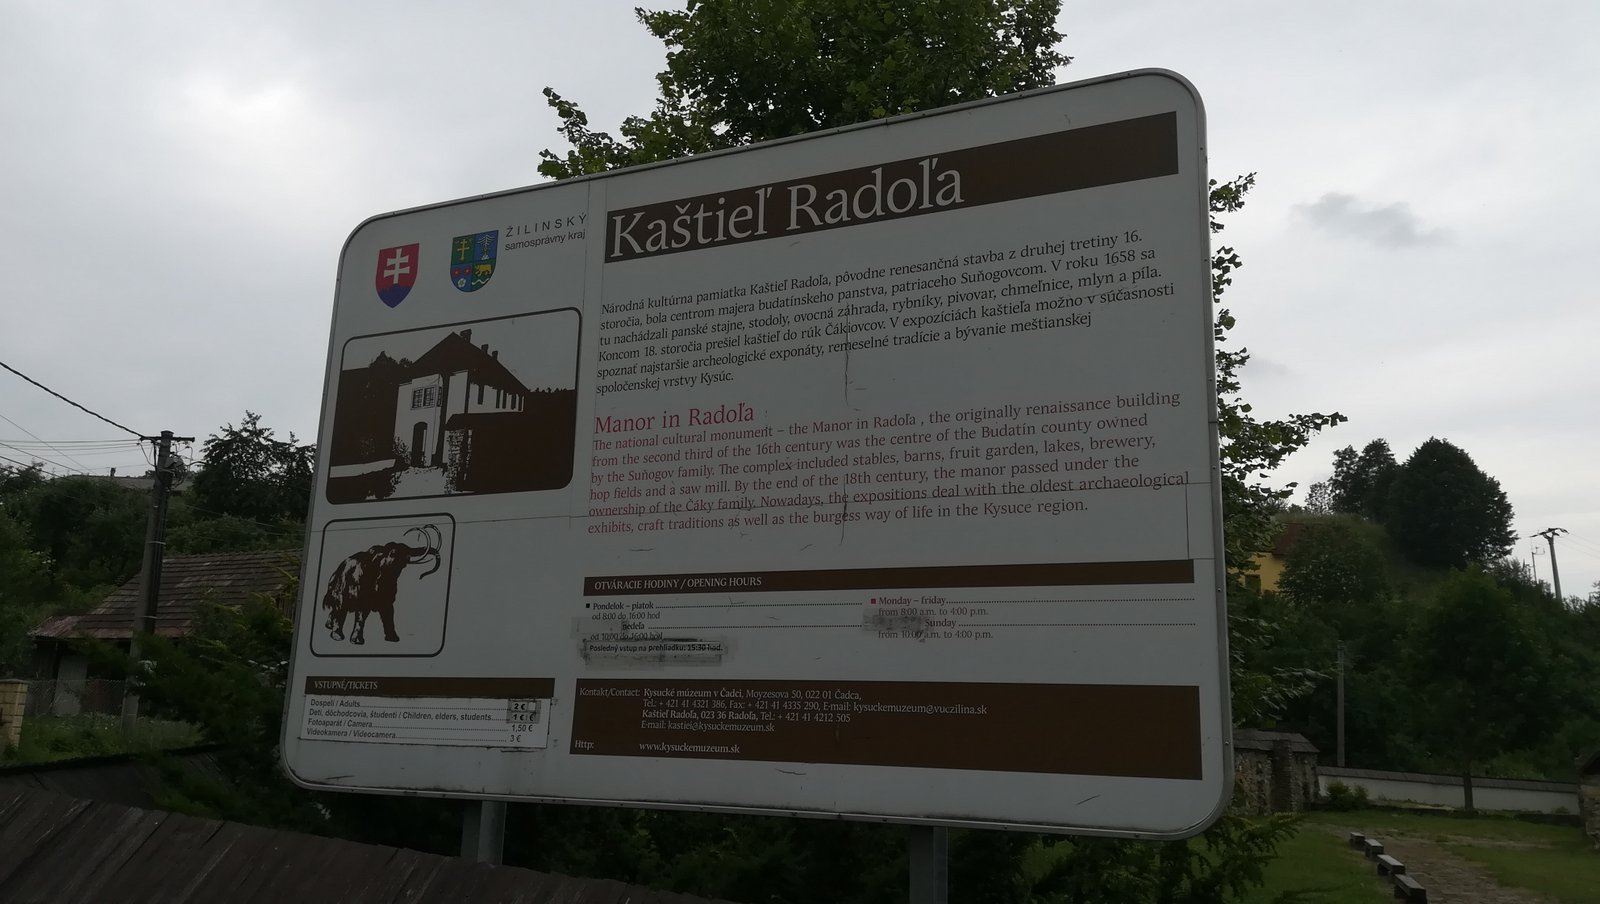 ŽILINSKÝ
samosprávny kraj
Kaštieľ Radoľa
Národná kultúrna pamiatka Kaštieľ Radoľa, pôvodne renesančná stavba z druhej tretiny 16.
storočia, bola centrom majera budatínskeho panstva, patriaceho Suňogovcom. V roku 1658 sa
tu nachádzali panské stajne, stodoly, ovocná záhrada, rybníky, pivovar, chmeľnice, mlyn a píla.
Koncom 18. storočia prešiel kaštieľ do rúk Čákiovcov. V expozíciách kaštieľa možno v súčasnosti
spoznať najstaršie archeologické exponáty, remeselné tradície a bývanie meštianskej
spoločenskej vrstvy Kysúc.
Manor in Radoľa
The national cultural monument – the Manor in Radoľa , the originally renaissance building
from the second third of the 16th century was the centre of the Budatín county owned
by the Suňogov family. The complex included stables, barns, fruit garden, lakes, brewery,
hop fields and a saw mill. By the end of the 18th century, the manor passed under the
ownership of the Čáky family. Nowadays, the expositions deal with the oldest archaeological
exhibits, craft traditions as well as the burgess way of life in the Kysuce region.
OTVÁRACIE HODINY / OPENING HOURS
Pondelok – piatok
od 8:00 do 16:00 hod
nedeľa
od 10:00 do 16:00 hod
Posledný vstup na prehliadku: 15:30 hod.
Monday – friday
from 8:00 a.m. to 4:00 p.m.
Sunday
from 10:00 a.m. to 4:00 p.m.
VSTUPNÉ/TICKETS
Dospelí / Adults 2 €
Deti, dôchodcovia, študenti / Children, elders, students 1 €
Fotoaparát / Camera 1,50 €
Videokamera / Videocamera 3 €
Kontakt/Contact: Kysucké múzeum v Čadci, Moyzesova 50, 022 01 Čadca,
Tel.: + 421 41 4321 386, Fax: + 421 41 4335 290, E-mail: kysuckemuzeum@vuczilina.sk
Kaštieľ Radoľa, 023 36 Radoľa, Tel.: + 421 41 4212 505
E-mail: kastiel@kysuckemuzeum.sk
Http: www.kysuckemuzeum.sk